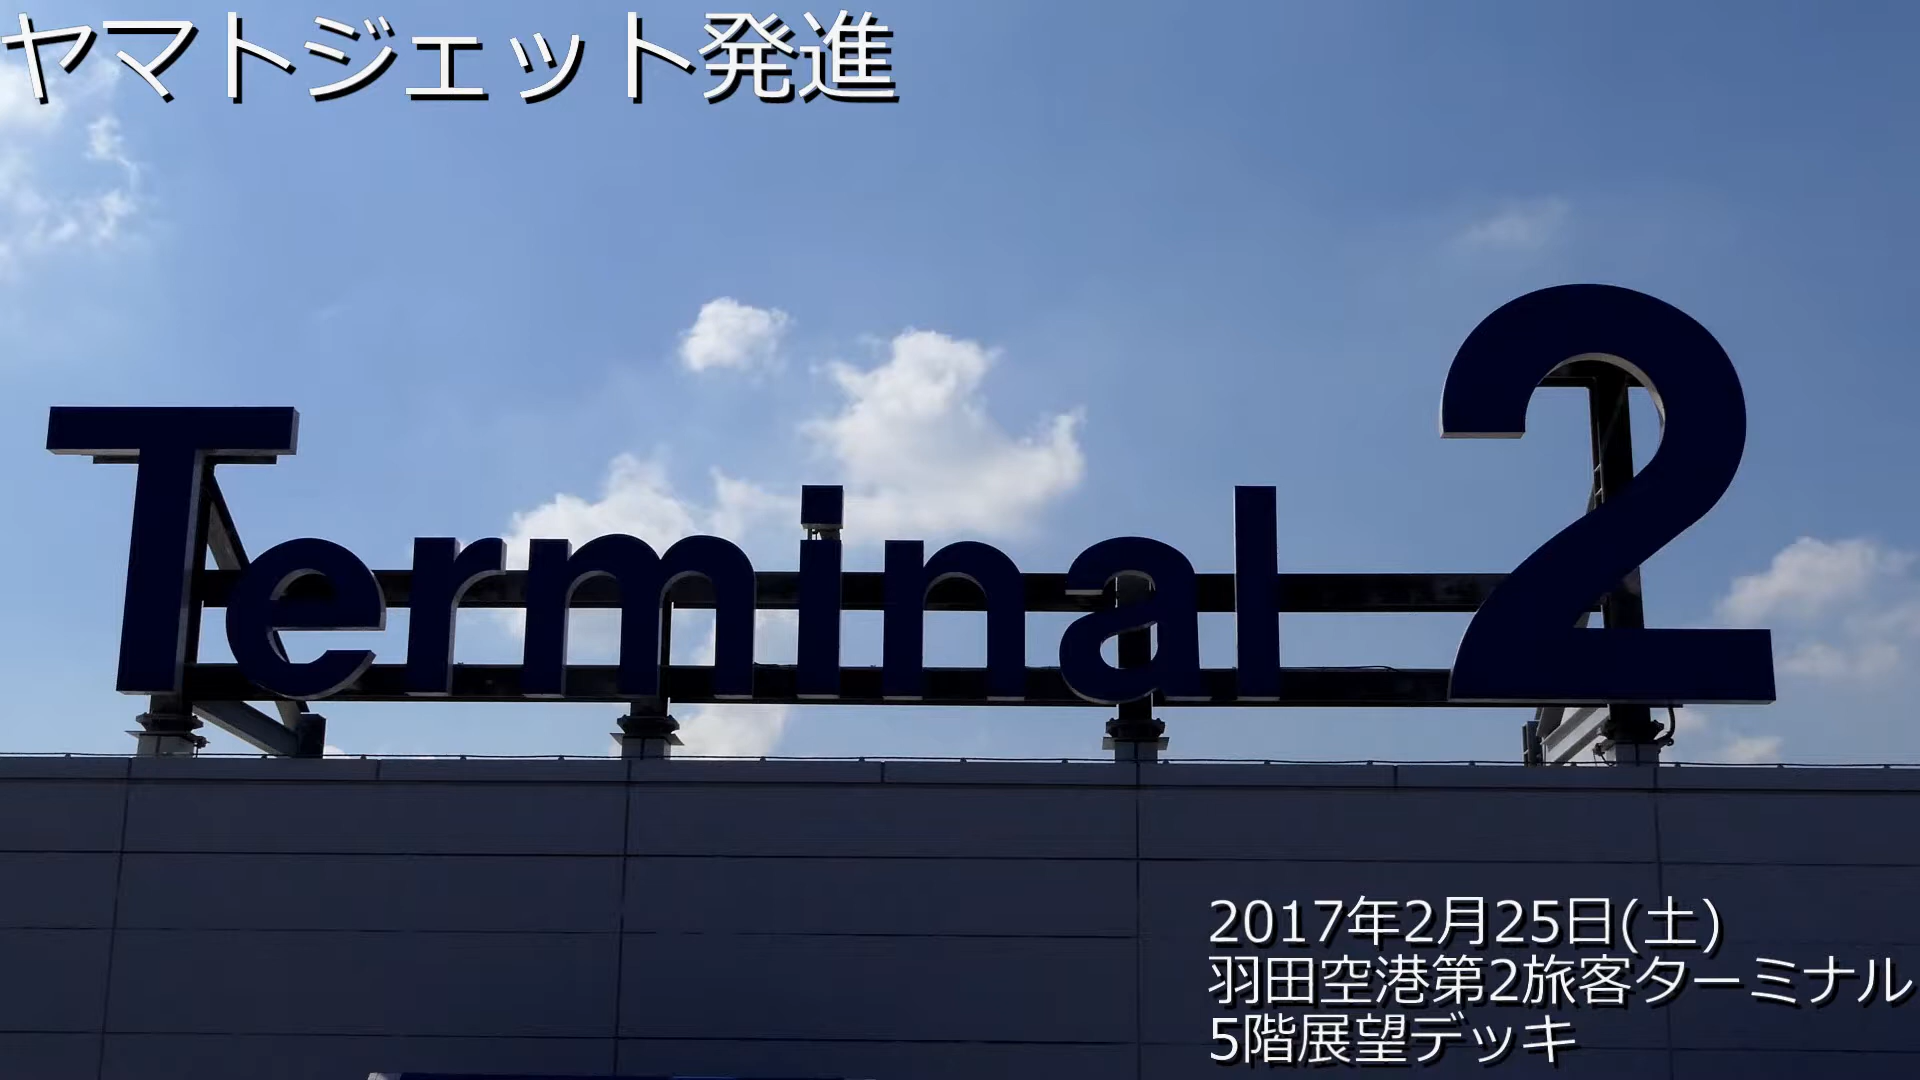 ヤマトジェット発進
Terminal 2
2017年2月25日(土)
羽田空港第2旅客ターミナル
5階展望デッキ